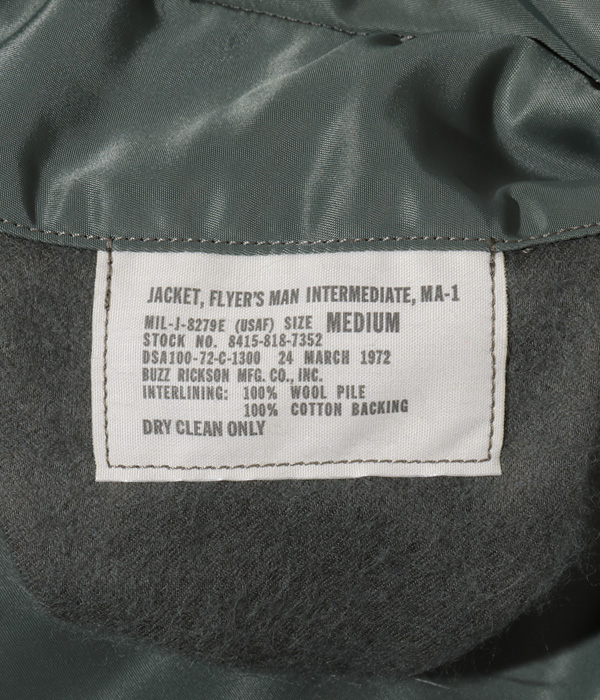 JACKET, FLYER'S MAN INTERMEDIATE, MA-1
MIL-J-8279E (USAF) SIZE MEDIUM
STOCK NO. 8415-818-7352
DSA100-72-C-1300 24 MARCH 1972
BUZZ RICKSON MFG. CO., INC.
INTERLINING: 100% WOOL PILE
100% COTTON BACKING
DRY CLEAN ONLY